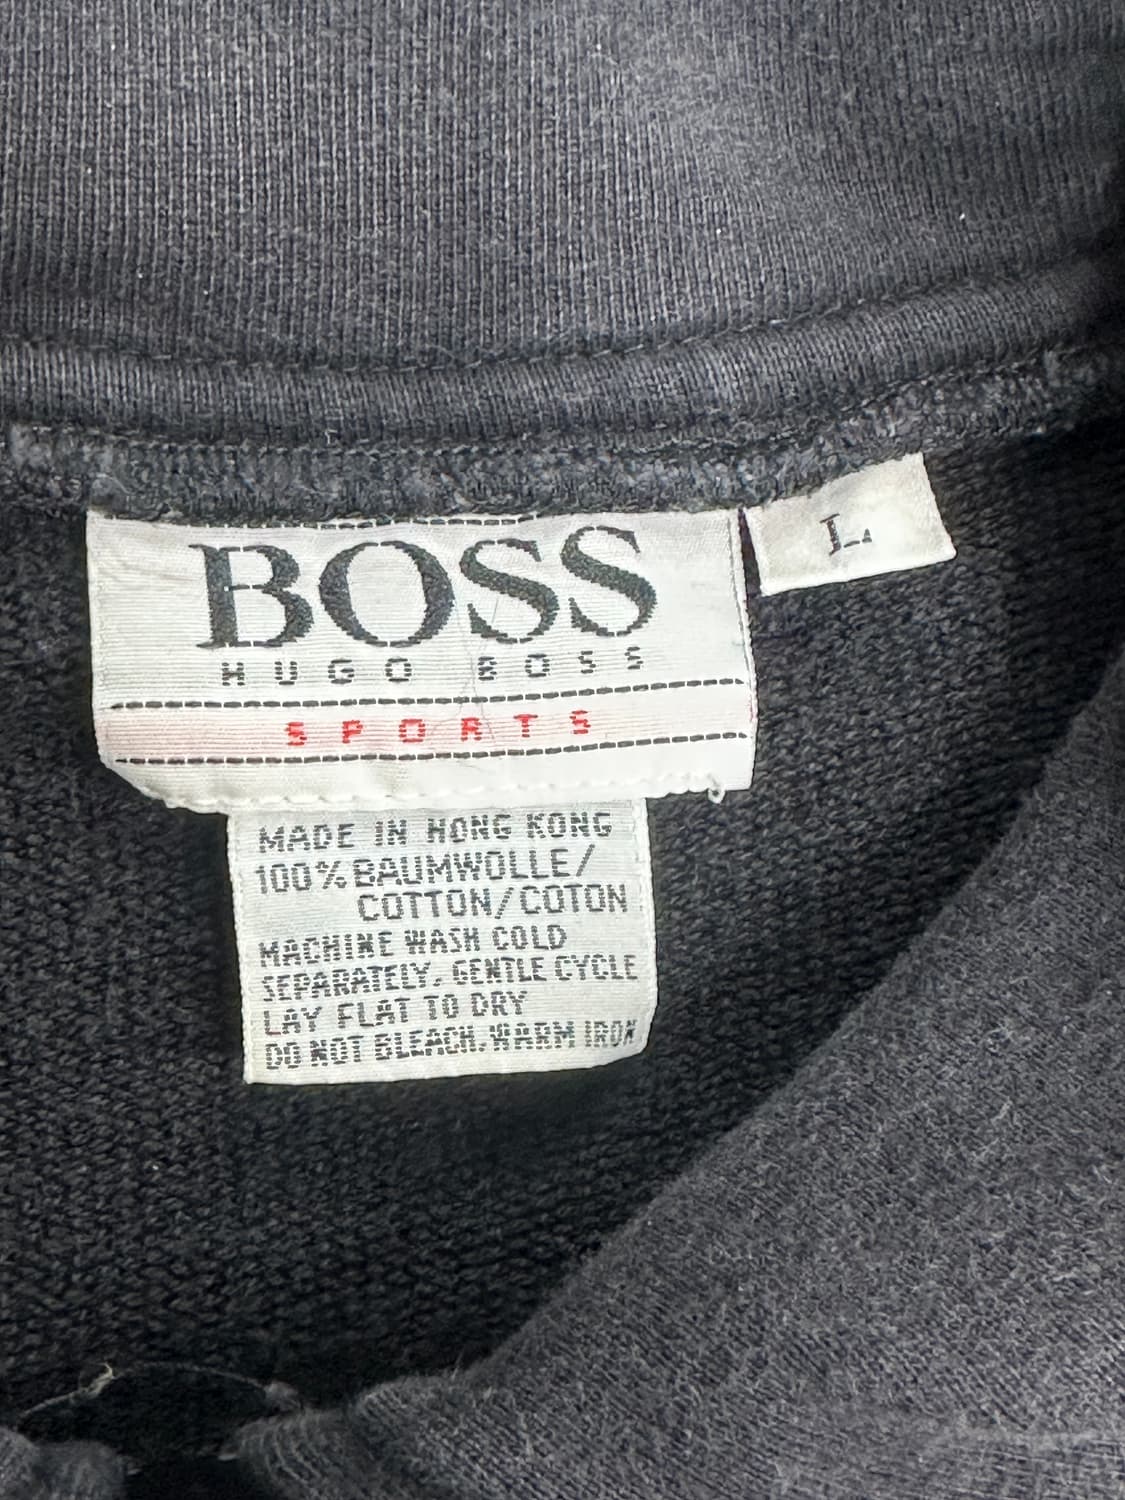 BOSS
HUGO BOSS
SPORTS
L
MADE IN HONG KONG
100% BAUMWOLLE/
COTTON/COTON
MACHINE WASH COLD
SEPARATELY, GENTLE CYCLE
LAY FLAT TO DRY
DO NOT BLEACH.WARM IRON